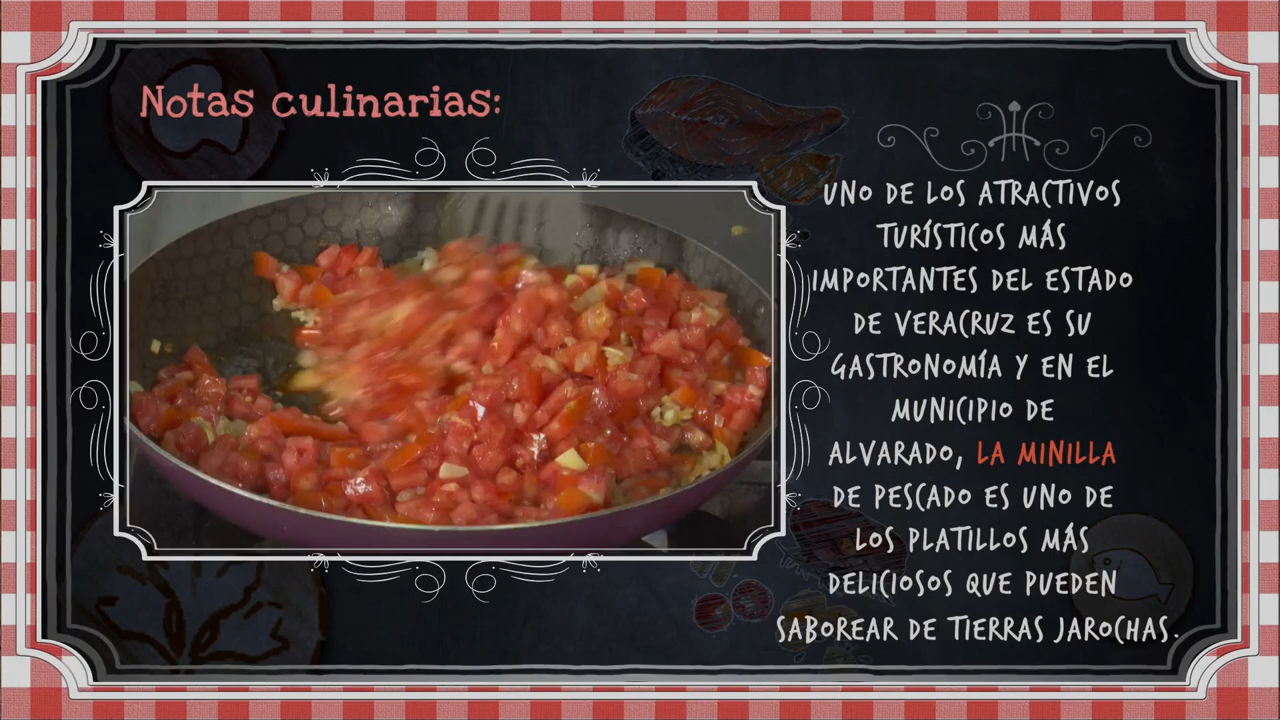 Notas culinarias:
UNO DE LOS ATRACTIVOS
TURÍSTICOS MÁS
IMPORTANTES DEL ESTADO
DE VERACRUZ ES SU
GASTRONOMÍA Y EN EL
MUNICIPIO DE
ALVARADO, LA MINILLA
DE PESCADO ES UNO DE
LOS PLATILLOS MÁS
DELICIOSOS QUE PUEDEN
SABOREAR DE TIERRAS JAROCHAS.